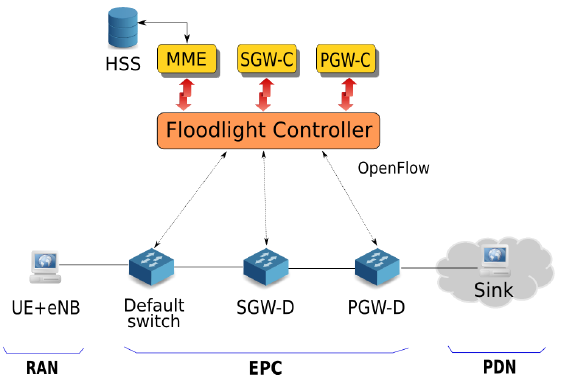 HSS
MME
SGW-C
PGW-C
Floodlight Controller
OpenFlow
UE+eNB
Default
switch
SGW-D
PGW-D
Sink
RAN
EPC
PDN